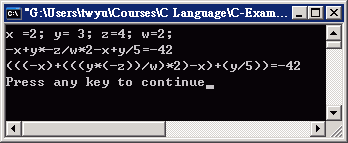 "G:\Users\twyu\Courses\C Language\C-Exam...
x =2; y= 3; z=4; w=2;
-x+y*-z/w*2-x+y/5=-42
(((-x)+(((y*(-z))/w)*2)-x)+(y/5))=-42
Press any key to continue_